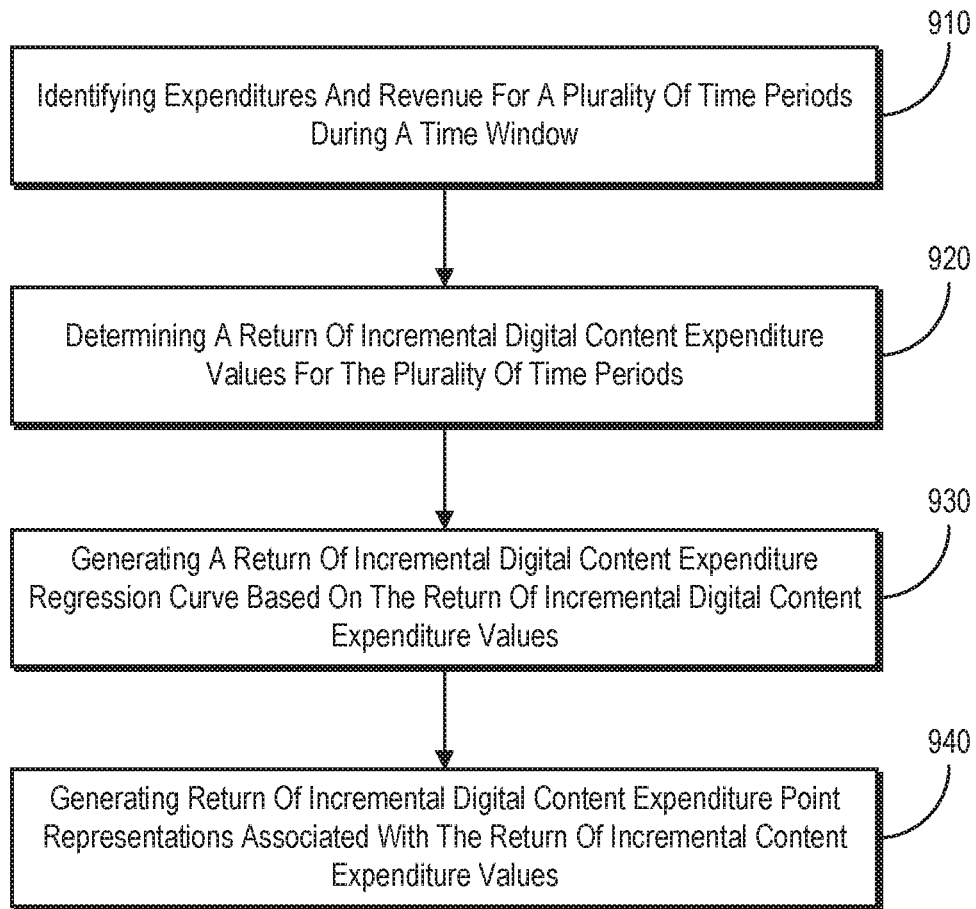 910
Identifying Expenditures And Revenue For A Plurality Of Time Periods
During A Time Window
920
Determining A Return Of Incremental Digital Content Expenditure
Values For The Plurality Of Time Periods
930
Generating A Return Of Incremental Digital Content Expenditure
Regression Curve Based On The Return Of Incremental Digital Content
Expenditure Values
940
Generating Return Of Incremental Digital Content Expenditure Point
Representations Associated With The Return Of Incremental Content
Expenditure Values